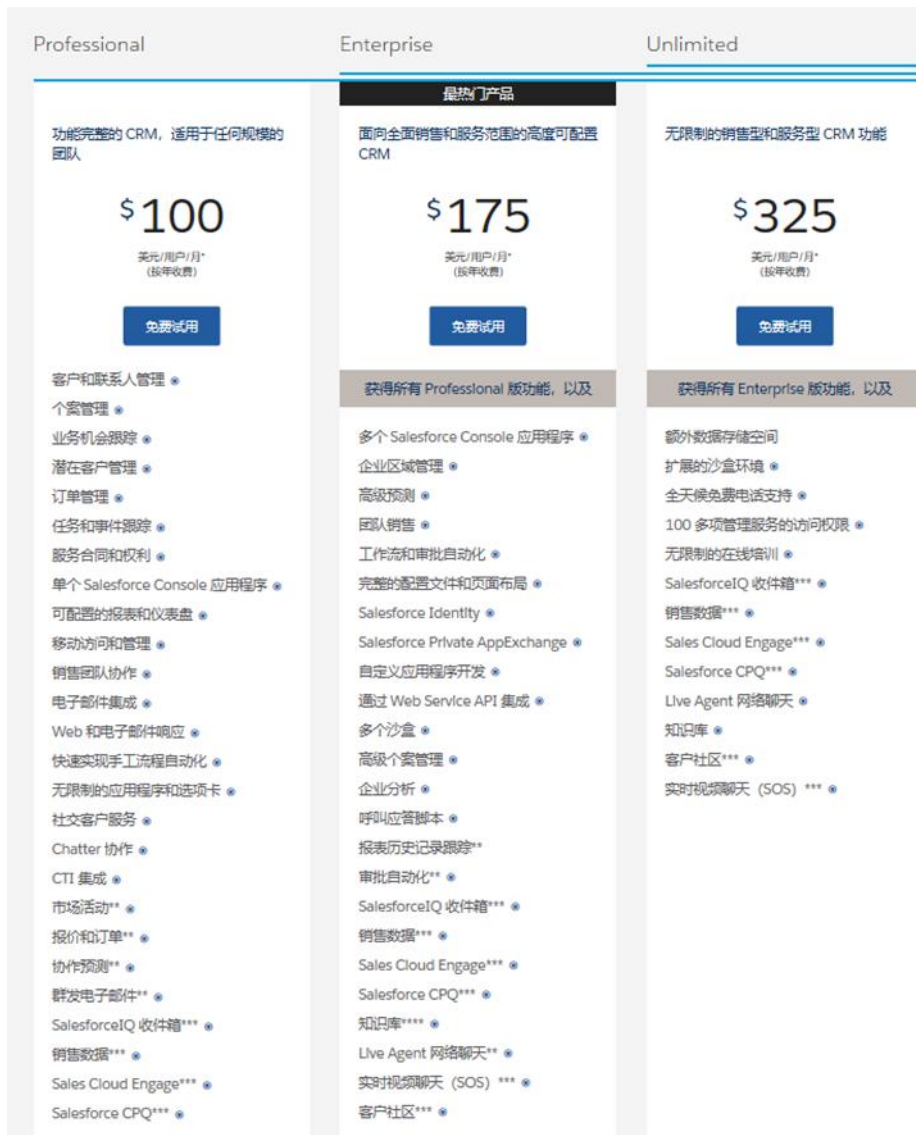 Professional
Enterprise
Unlimited
功能完整的 CRM，适用于任何规模的
团队
$100
美元/用户/月*
（按年收费）
免费试用
客户和联系人管理
个案管理
业务机会跟踪
潜在客户管理
订单管理
任务和事件跟踪
服务合同和权利
单个 Salesforce Console 应用程序
可配置的报表和仪表盘
移动访问和管理
销售团队协作
电子邮件集成
Web 和电子邮件响应
快速实现手工流程自动化
无限制的应用程序和选项卡
社交客户服务
Chatter 协作
CTI 集成
市场活动**
报价和订单**
协作预测**
群发电子邮件**
SalesforceIQ 收件箱***
销售数据***
Sales Cloud Engage***
Salesforce CPQ***
最热门产品
面向全面销售和服务范围的高度可配置
CRM
$175
美元/用户/月*
（按年收费）
免费试用
获得所有 Professional 版功能，以及
多个 Salesforce Console 应用程序
企业区域管理
高级预测
团队销售
工作流和审批自动化
完整的配置文件和页面布局
Salesforce Identity
Salesforce Private AppExchange
自定义应用程序开发
通过 Web Service API 集成
多个沙盒
高级个案管理
企业分析
呼叫应答脚本
报表历史记录跟踪**
审批自动化**
SalesforceIQ 收件箱***
销售数据***
Sales Cloud Engage***
Salesforce CPQ***
知识库****
Live Agent 网络聊天**
实时视频聊天（SOS）***
客户社区***
无限制的销售型和服务型 CRM 功能
$325
美元/用户/月*
（按年收费）
免费试用
获得所有 Enterprise 版功能，以及
额外数据存储空间
扩展的沙盒环境
全天候免费电话支持
100 多项管理服务的访问权限
无限制的在线培训
SalesforceIQ 收件箱***
销售数据***
Sales Cloud Engage***
Salesforce CPQ***
Live Agent 网络聊天
知识库
客户社区***
实时视频聊天（SOS）***